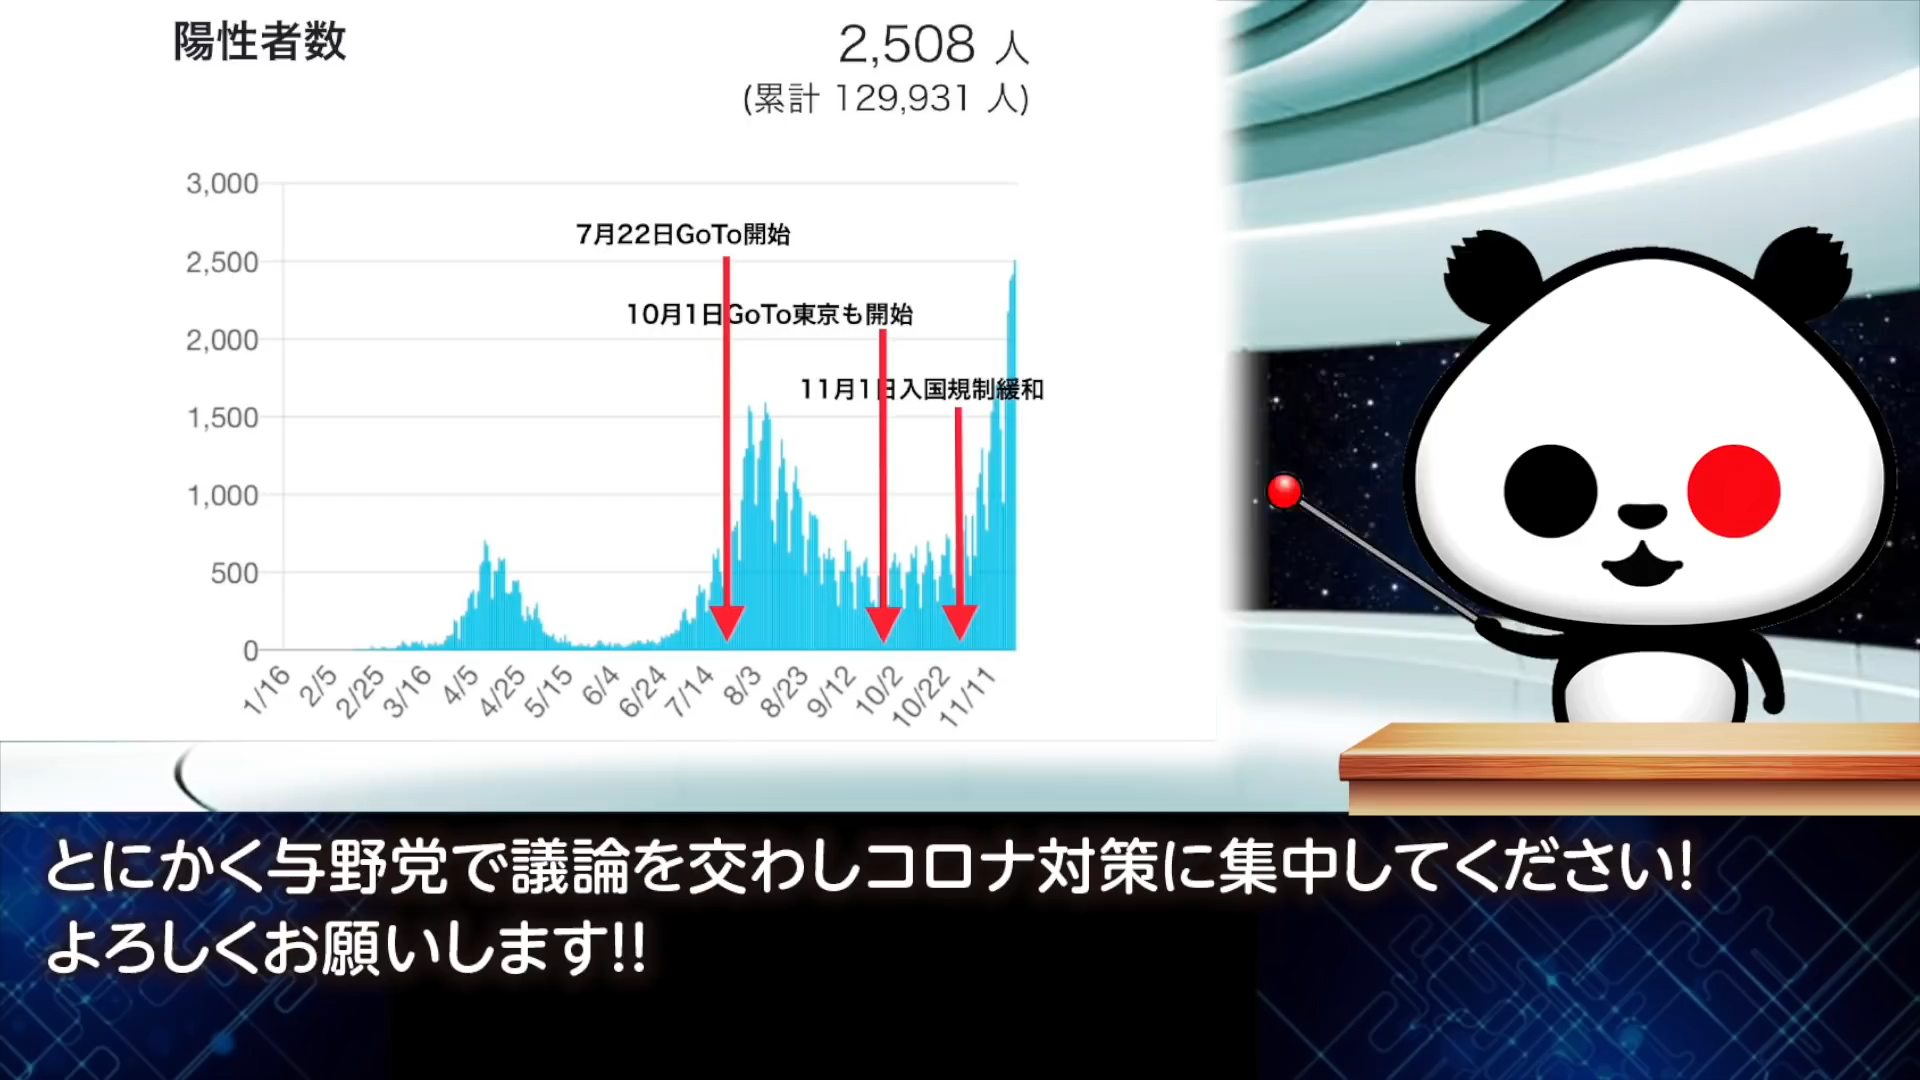 陽性者数
2,508 人
(累計 129,931 人)
3,000
2,500
2,000
1,500
1,000
500
0
7月22日GoTo開始
10月1日GoTo東京も開始
11月1日入国規制緩和
1/16
2/5
2/25
3/16
4/5
4/25
5/15
6/4
6/24
7/14
8/3
8/23
9/12
10/2
10/22
11/11
とにかく与野党で議論を交わしコロナ対策に集中してください!
よろしくお願いします!!